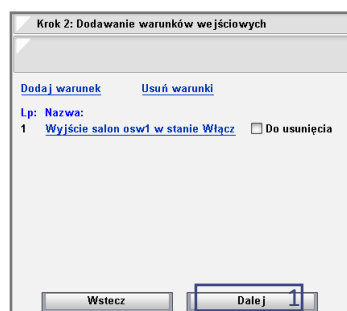 Krok 2: Dodawanie warunków wejściowych
Dodaj warunek Usuń warunki
Lp: Nazwa:
1 Wyjście salon osw1 w stanie Włącz Do usunięcia
Wstecz Dalej 1